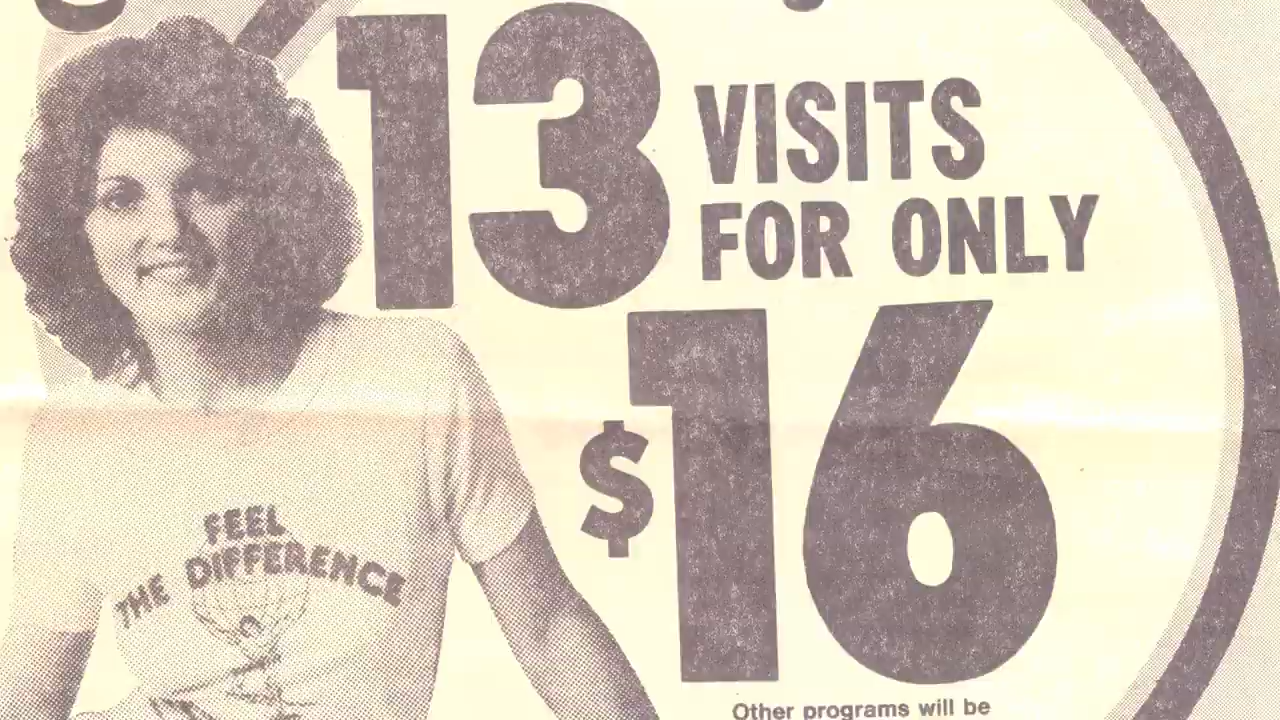 13
VISITS
FOR ONLY
$16
FEEL
THE DIFFERENCE
Other programs will be